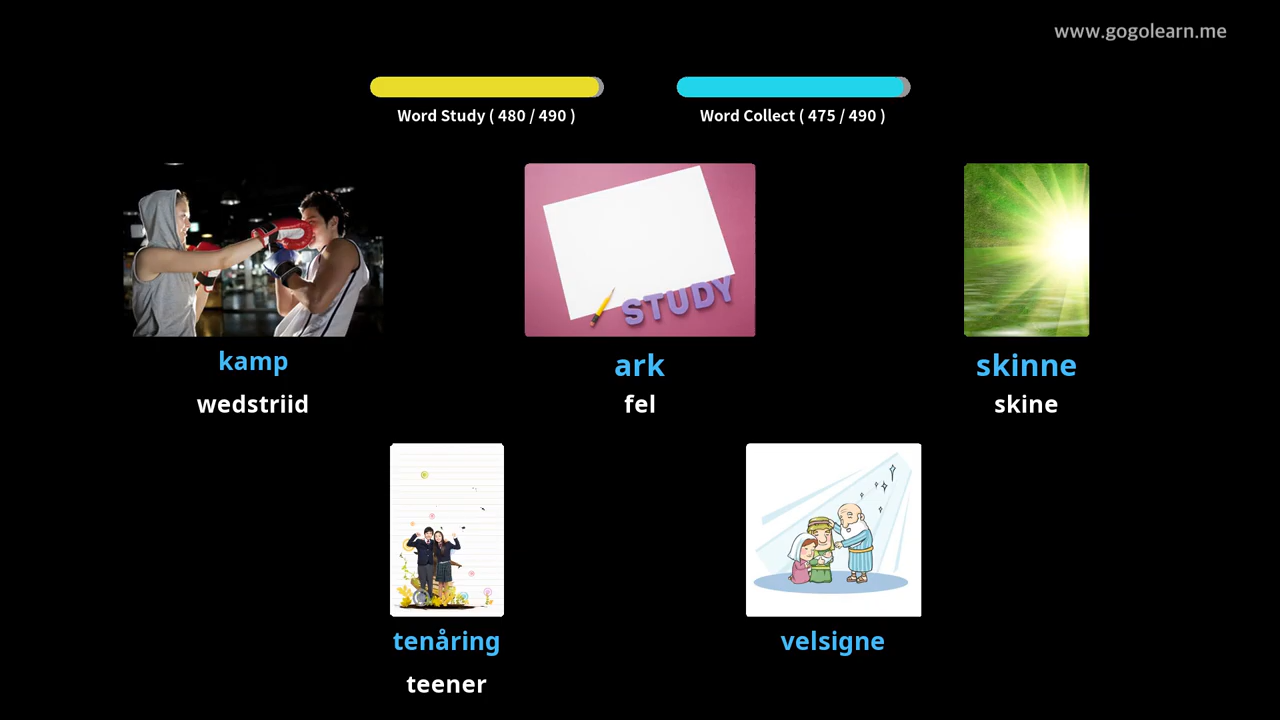 www.gogolearn.me
Word Study ( 480 / 490 )
Word Collect ( 475 / 490 )
STUDY
kamp
wedstriid
ark
fel
skinne
skine
tenåring
teener
velsigne